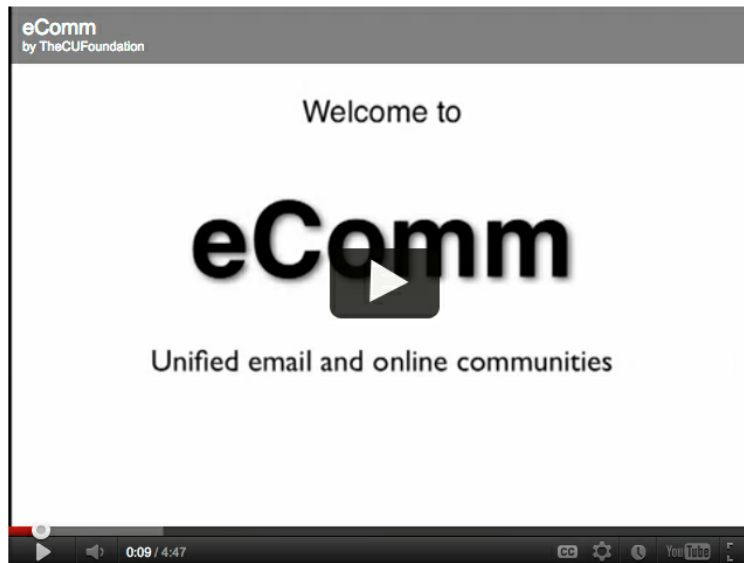 eComm
by TheCUFoundation
Welcome to
eComm
Unified email and online communities
0:09 / 4:47
CC
YouTube